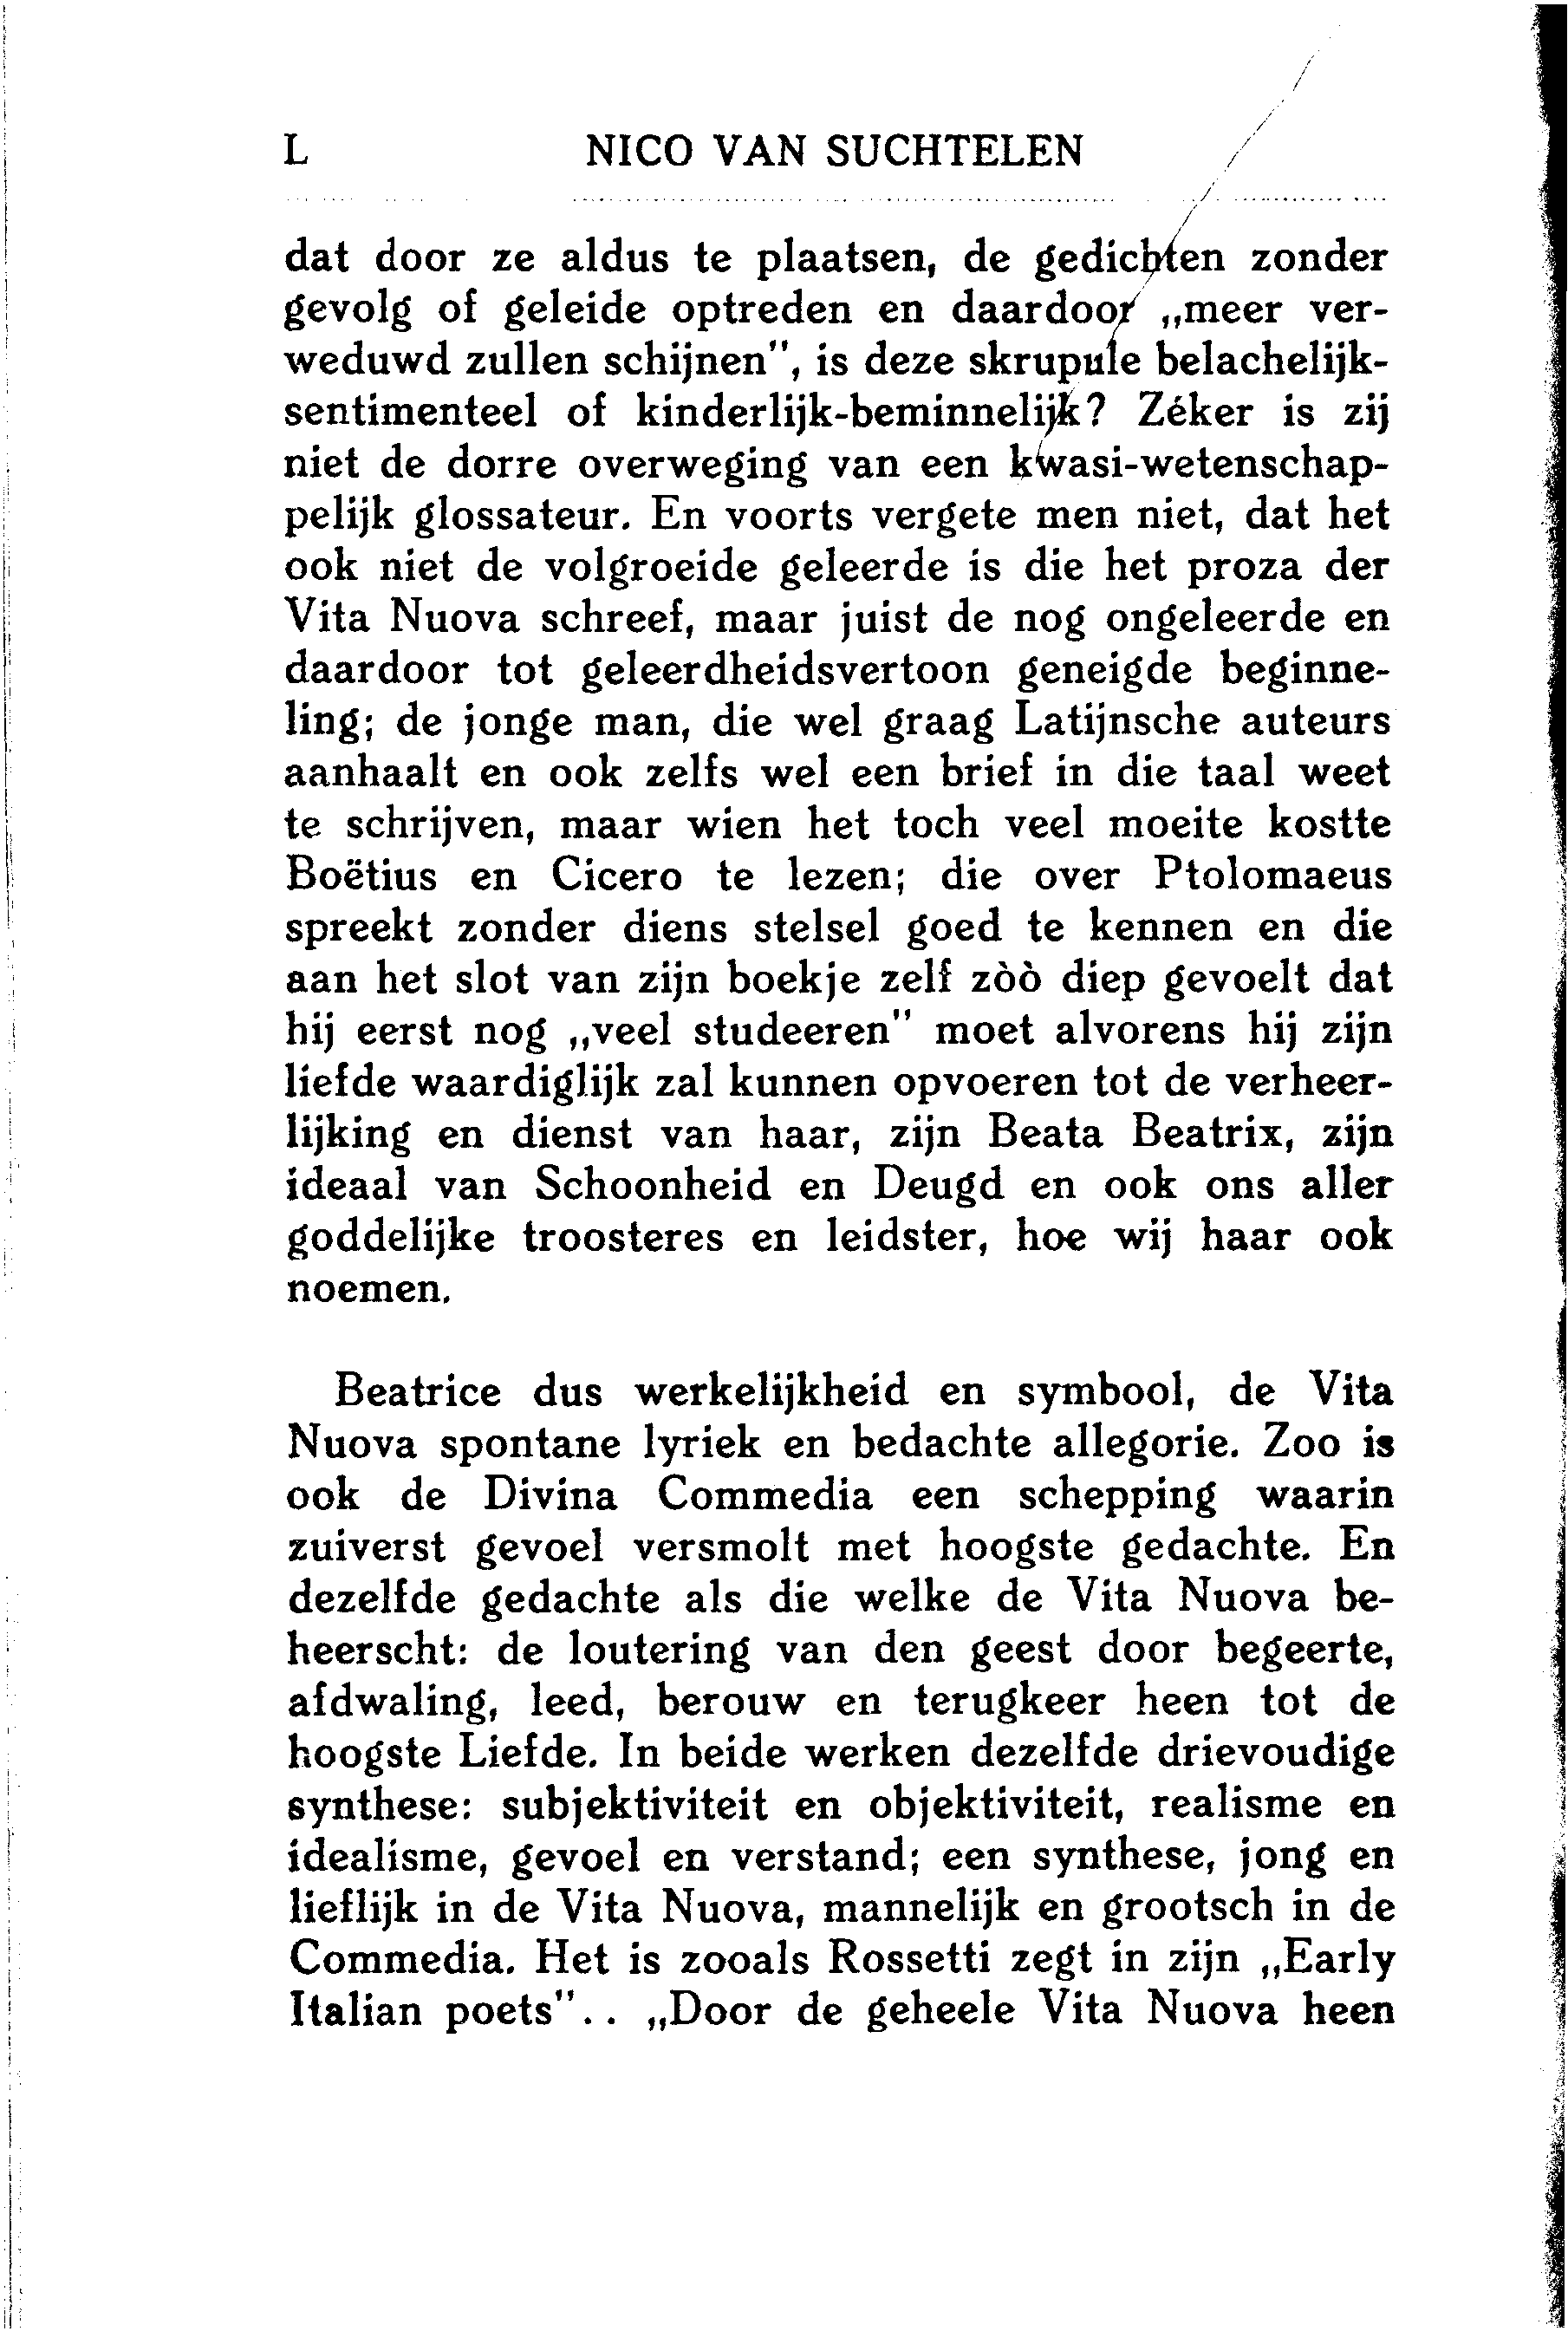 L NICO VAN SUCHTELEN
dat door ze aldus te plaatsen, de gedichten zonder
gevolg of geleide optreden en daardoor „meer ver-
weduwd zullen schijnen”, is deze skrupule belachelijk-
sentimenteel of kinderlijk-beminnelijk? Zéker is zij
niet de dorre overweging van een kwasi-wetenschap-
pelijk glossateur. En voorts vergete men niet, dat het
ook niet de volgroeide geleerde is die het proza der
Vita Nuova schreef, maar juist de nog ongeleerde en
daardoor tot geleerdheidsvertoon geneigde beginne-
ling; de jonge man, die wel graag Latijnsche auteurs
aanhaalt en ook zelfs wel een brief in die taal weet
te schrijven, maar wien het toch veel moeite kostte
Boëtius en Cicero te lezen; die over Ptolomaeus
spreekt zonder diens stelsel goed te kennen en die
aan het slot van zijn boekje zelf zòò diep gevoelt dat
hij eerst nog „veel studeeren” moet alvorens hij zijn
liefde waardiglijk zal kunnen opvoeren tot de verheer-
lijking en dienst van haar, zijn Beata Beatrix, zijn
ideaal van Schoonheid en Deugd en ook ons aller
goddelijke troosteres en leidster, hoe wij haar ook
noemen.
Beatrice dus werkelijkheid en symbool, de Vita
Nuova spontane lyriek en bedachte allegorie. Zoo is
ook de Divina Commedia een schepping waarin
zuiverst gevoel versmolt met hoogste gedachte. En
dezelfde gedachte als die welke de Vita Nuova be-
heerscht: de loutering van den geest door begeerte,
afdwaling, leed, berouw en terugkeer heen tot de
hoogste Liefde. In beide werken dezelfde drievoudige
synthese: subjektiviteit en objektiviteit, realisme en
idealisme, gevoel en verstand; een synthese, jong en
lieflijk in de Vita Nuova, mannelijk en grootsch in de
Commedia. Het is zooals Rossetti zegt in zijn „Early
Italian poets”.. „Door de geheele Vita Nuova heen